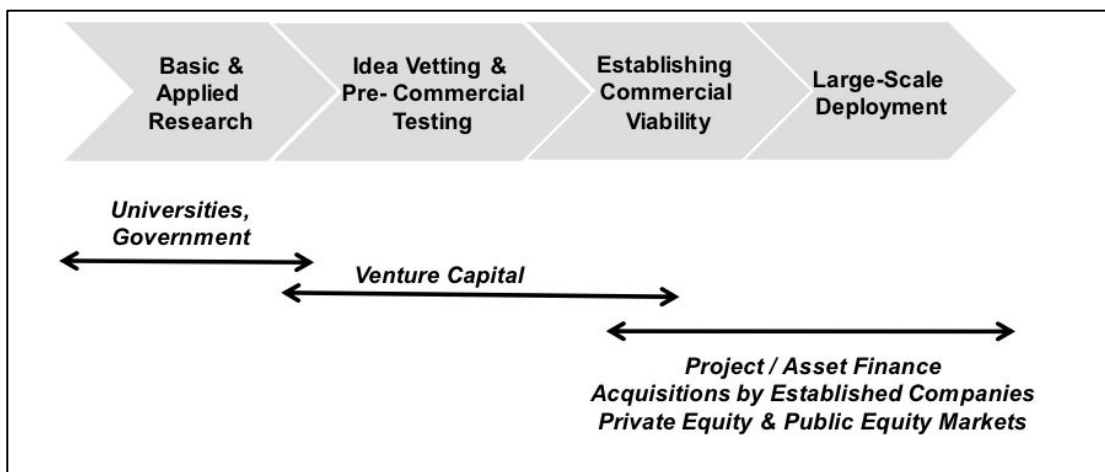 Basic &
Applied
Research
Idea Vetting &
Pre- Commercial
Testing
Establishing
Commercial
Viability
Large-Scale
Deployment
Universities,
Government
Venture Capital
Project / Asset Finance
Acquisitions by Established Companies
Private Equity & Public Equity Markets